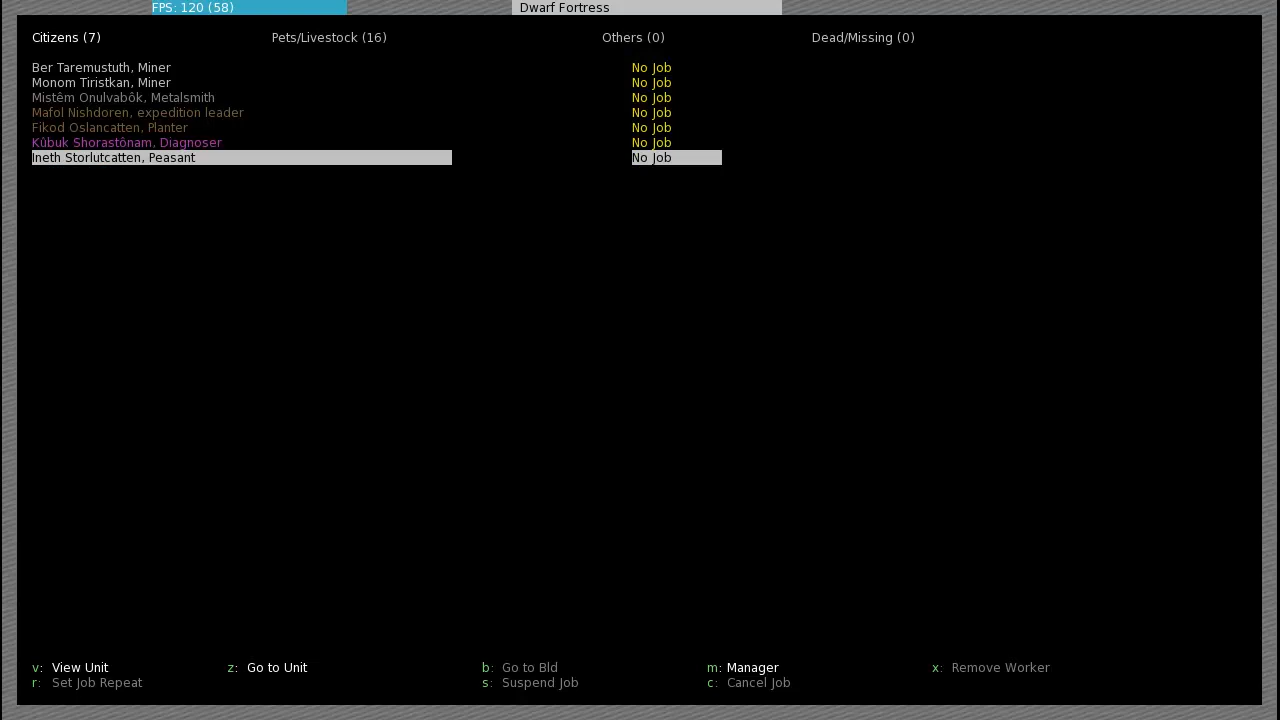 FPS: 120 (58) Dwarf Fortress
Citizens (7) Pets/Livestock (16) Others (0) Dead/Missing (0)
Ber Taremustuth, Miner No Job
Monom Tiristkan, Miner No Job
Mistêm Onulvabôk, Metalsmith No Job
Mafol Nishdoren, expedition leader No Job
Fikod Oslancatten, Planter No Job
Kûbuk Shorastônam, Diagnoser No Job
Ineth Storlutcatten, Peasant No Job
v: View Unit z: Go to Unit b: Go to Bld m: Manager x: Remove Worker
r: Set Job Repeat s: Suspend Job c: Cancel Job